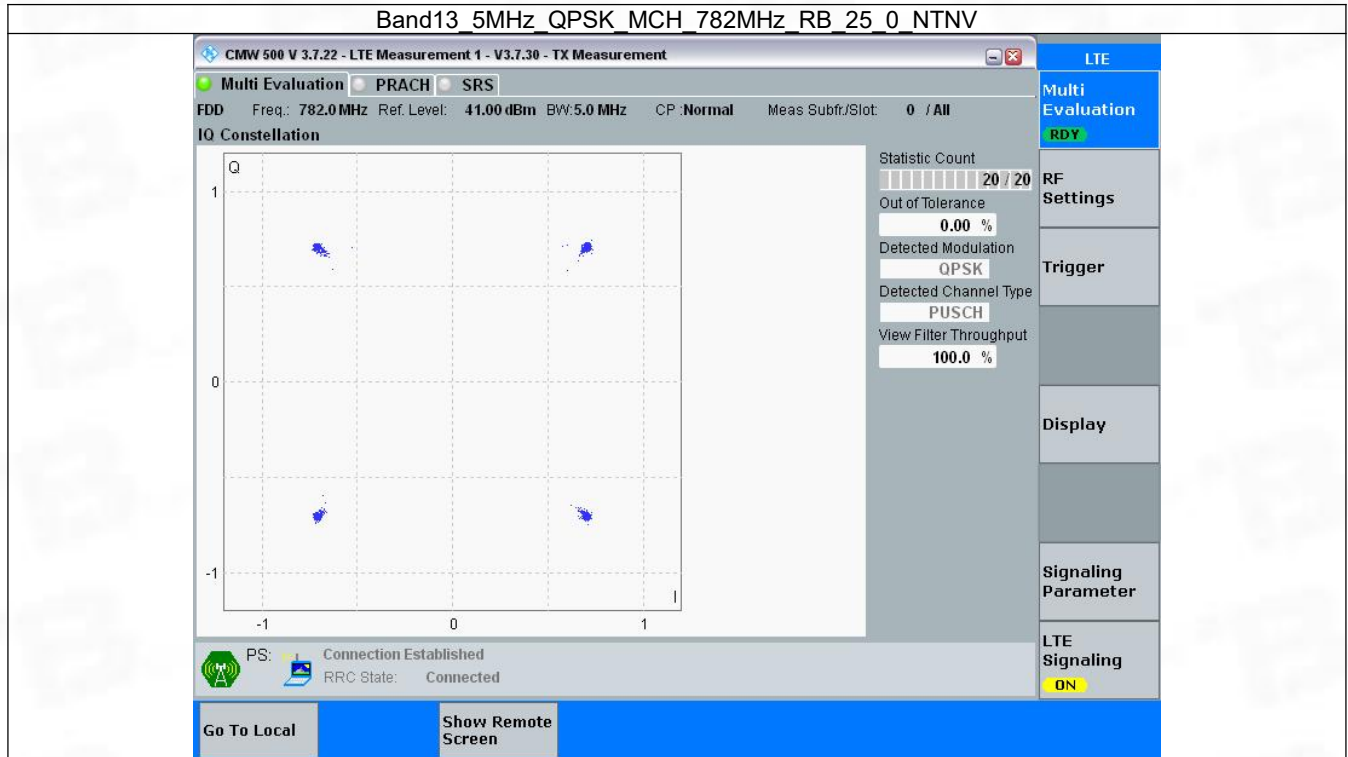 Band13_5MHz_QPSK_MCH_782MHz_RB_25_0_NTNV
CMW 500 V 3.7.22 - LTE Measurement 1 - V3.7.30 - TX Measurement
LTE
Multi Evaluation PRACH SRS
FDD Freq.: 782.0 MHz Ref. Level: 41.00 dBm BW:5.0 MHz CP :Normal Meas Subfr./Slot: 0 / All
IQ Constellation
Q
1
0
-1
I
-1 0 1
Statistic Count
20 / 20
Out of Tolerance
0.00 %
Detected Modulation
QPSK
Detected Channel Type
PUSCH
View Filter Throughput
100.0 %
Multi
Evaluation
RDY
RF
Settings
Trigger
Display
Signaling
Parameter
LTE
Signaling
ON
PS: Connection Established
RRC State: Connected
Go To Local
Show Remote
Screen